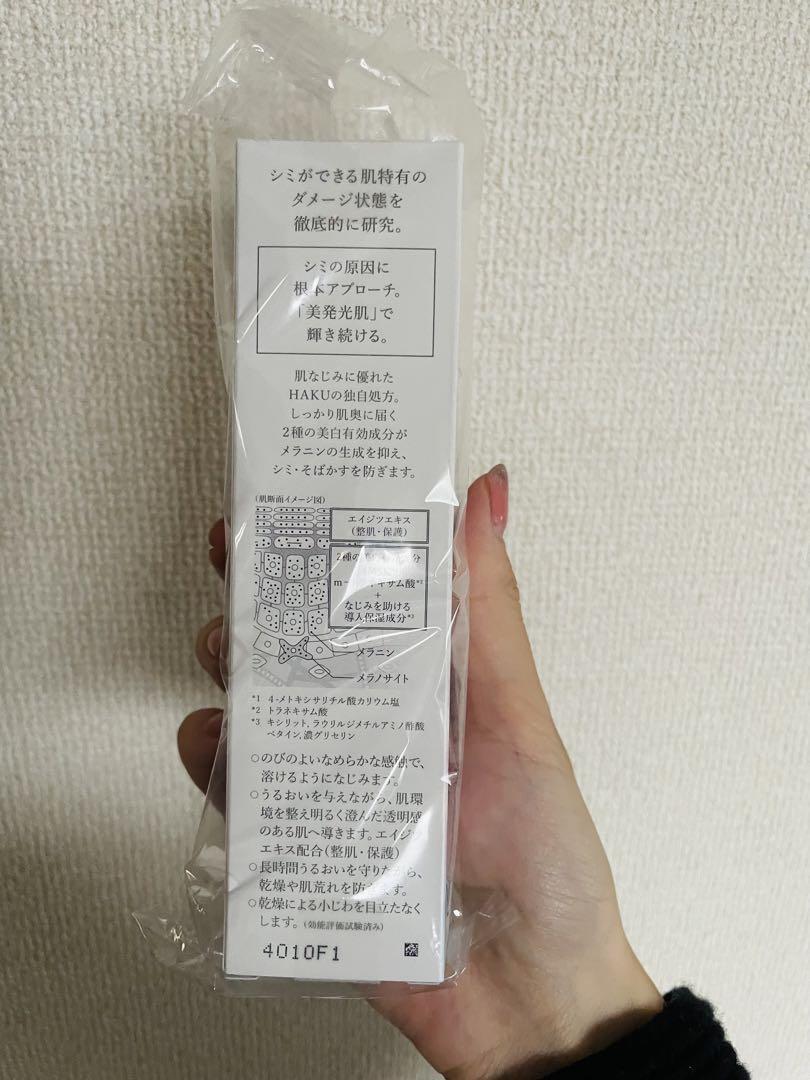 シミができる肌特有の
ダメージ状態を
徹底的に研究。
シミの原因に
根本アプローチ。
「美発光肌」で
輝き続ける。
肌なじみに優れた
HAKUの独自処方。
しっかり肌奥に届く
2種の美白有効成分が
メラニンの生成を抑え、
シミ・そばかすを防ぎます。
(肌断面イメージ図)
エイジツエキス
(整肌・保護)
2種の
サム酸*²
+
なじみを助ける
導入保湿成分*³
メラニン
メラノサイト
*1 4-メトキシサリチル酸カリウム塩
*2 トラネキサム酸
*3 キシリット、ラウリルジメチルアミノ酢酸
ベタイン、濃グリセリン
○のびのよいなめらかな感触で、
溶けるようになじみます。
○うるおいを与えながら、肌環
境を整え明るく澄んだ透明感
のある肌へ導きます。エイジツ
エキス配合(整肌・保護)
○長時間うるおいを守りながら、
乾燥や肌荒れを防ぎます。
○乾燥による小じわを目立たなく
します。(効能評価試験済み)
4010F1